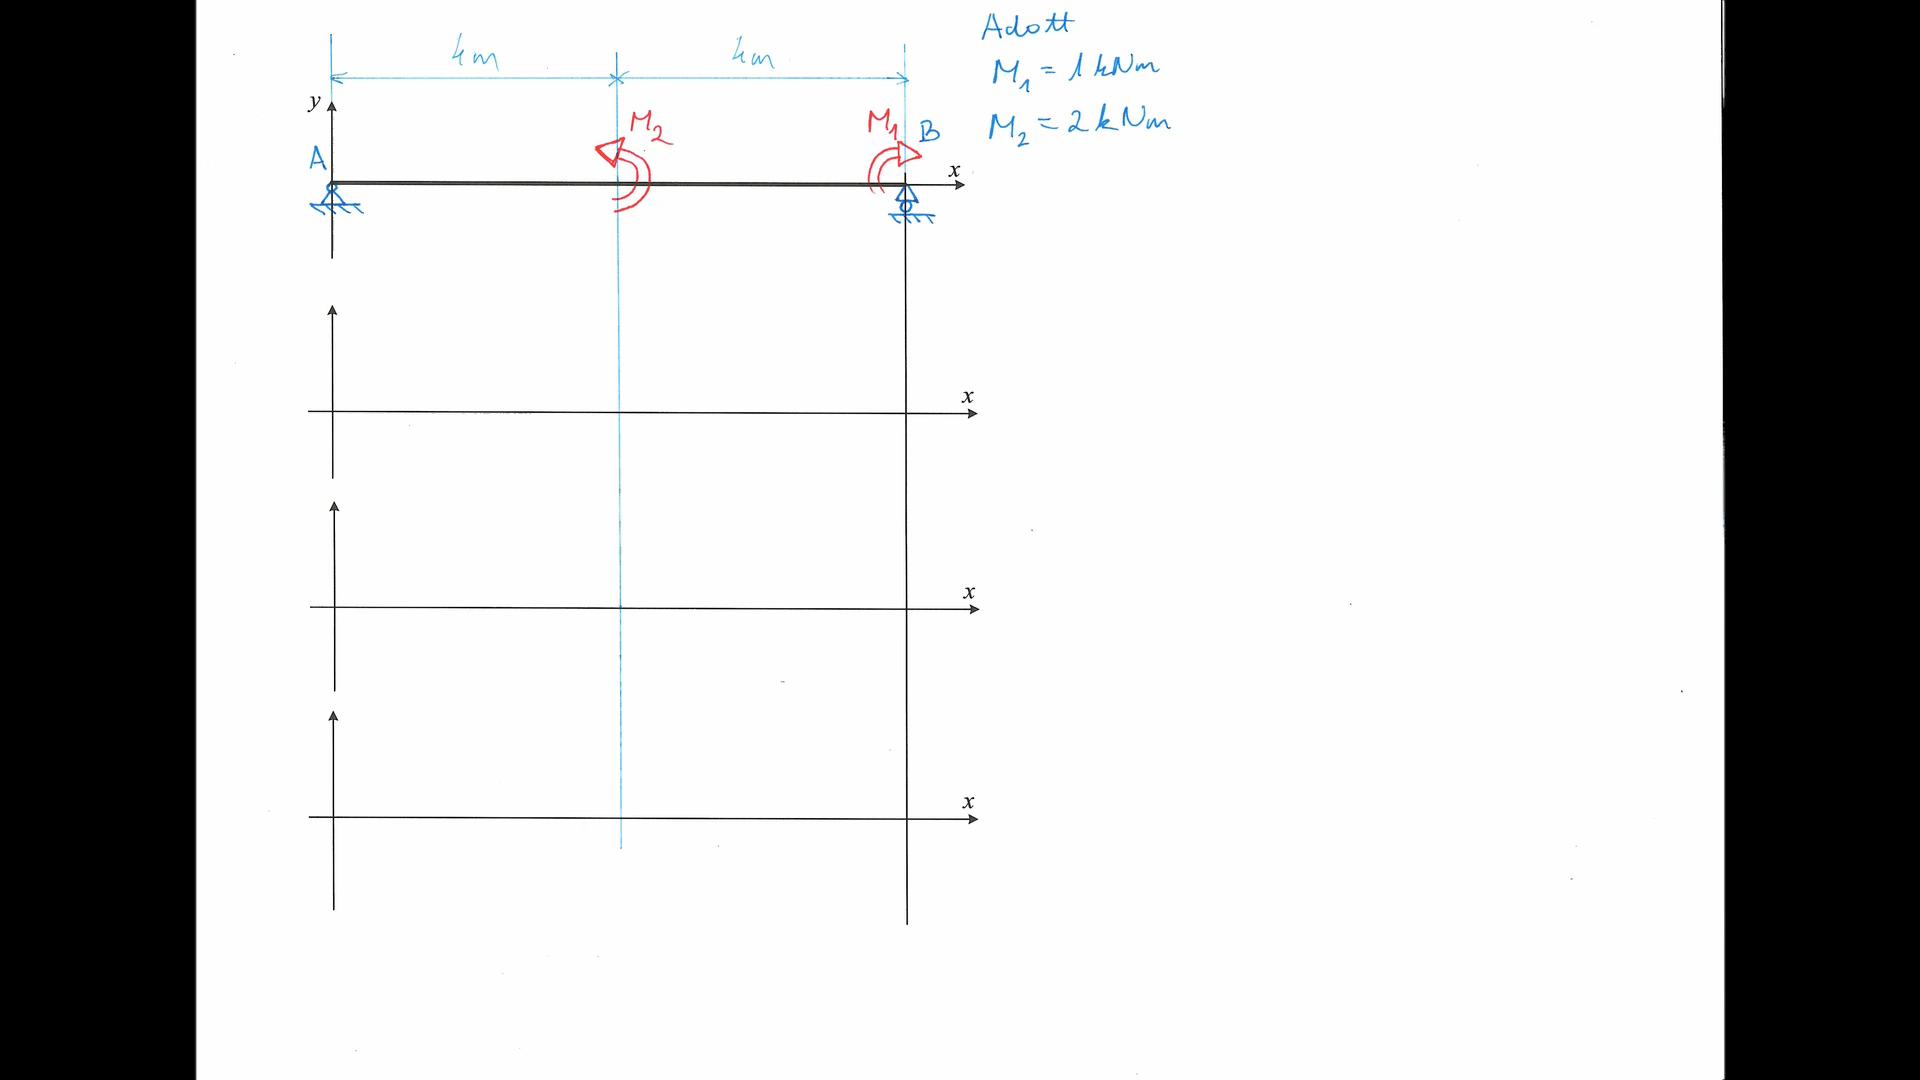 4m 4m
Adott
M₁ = 1 kNm
M₂ = 2 kNm
y
M₂
M₁
B
A
x
x
x
x